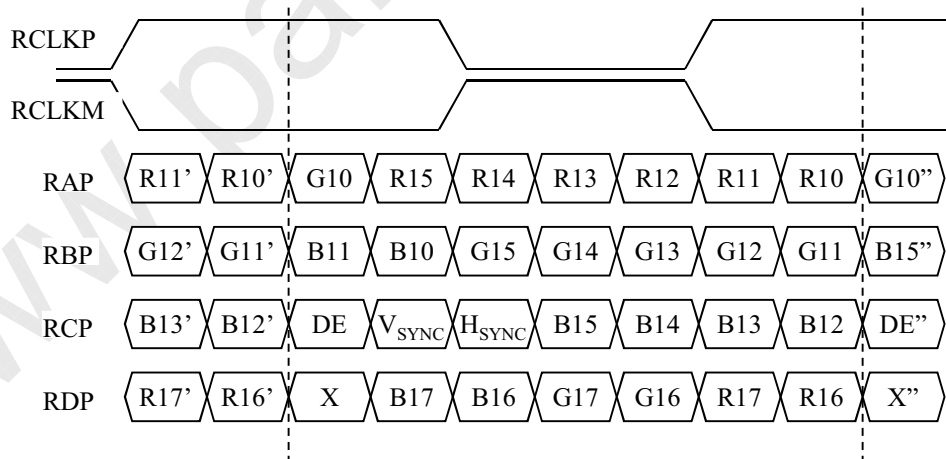 RCLKP
RCLKM
RAP R11’ R10’ G10 R15 R14 R13 R12 R11 R10 G10”
RBP G12’ G11’ B11 B10 G15 G14 G13 G12 G11 B15”
RCP B13’ B12’ DE VSYNC HSYNC B15 B14 B13 B12 DE”
RDP R17’ R16’ X B17 B16 G17 G16 R17 R16 X”